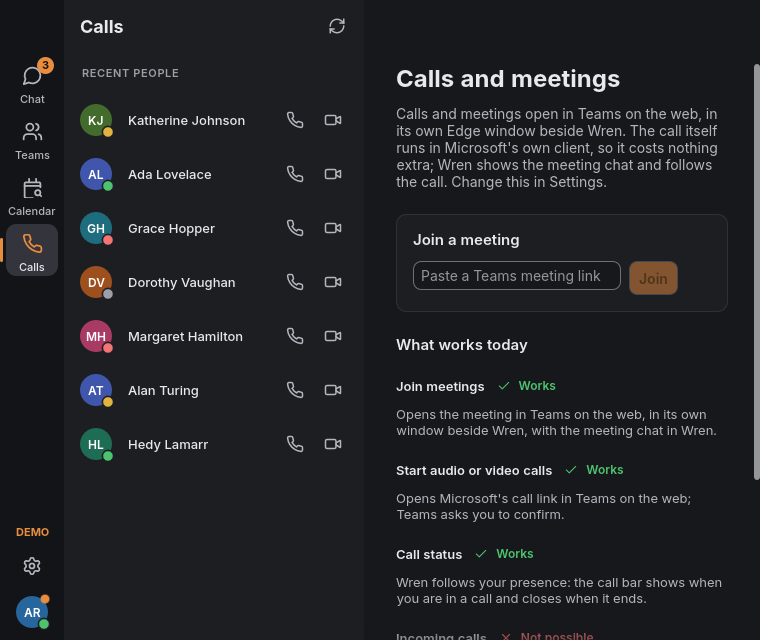 Calls
3
Chat
Teams
Calendar
Calls
DEMO
AR
RECENT PEOPLE
KJ Katherine Johnson
AL Ada Lovelace
GH Grace Hopper
DV Dorothy Vaughan
MH Margaret Hamilton
AT Alan Turing
HL Hedy Lamarr
Calls and meetings
Calls and meetings open in Teams on the web, in
its own Edge window beside Wren. The call itself
runs in Microsoft's own client, so it costs nothing
extra; Wren shows the meeting chat and follows
the call. Change this in Settings.
Join a meeting
Paste a Teams meeting link Join
What works today
Join meetings Works
Opens the meeting in Teams on the web, in its own
window beside Wren, with the meeting chat in Wren.
Start audio or video calls Works
Opens Microsoft's call link in Teams on the web;
Teams asks you to confirm.
Call status Works
Wren follows your presence: the call bar shows when
you are in a call and closes when it ends.
Incoming calls Not possible